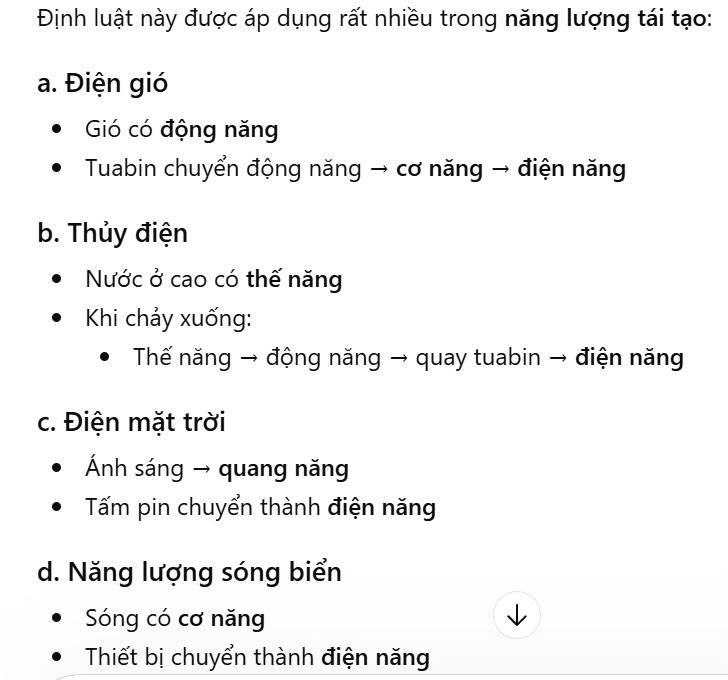 Định luật này được áp dụng rất nhiều trong năng lượng tái tạo:
a. Điện gió
• Gió có động năng
• Tuabin chuyển động năng → cơ năng → điện năng
b. Thủy điện
• Nước ở cao có thế năng
• Khi chảy xuống:
• Thế năng → động năng → quay tuabin → điện năng
c. Điện mặt trời
• Ánh sáng → quang năng
• Tấm pin chuyển thành điện năng
d. Năng lượng sóng biển
• Sóng có cơ năng
• Thiết bị chuyển thành điện năng